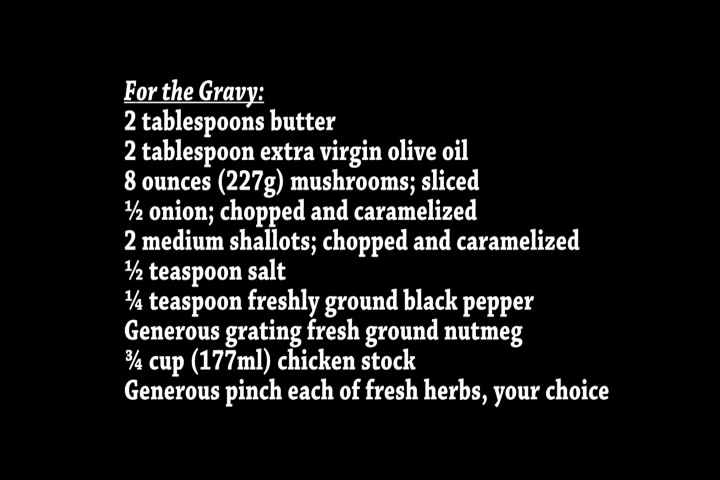 For the Gravy:
2 tablespoons butter
2 tablespoon extra virgin olive oil
8 ounces (227g) mushrooms; sliced
½ onion; chopped and caramelized
2 medium shallots; chopped and caramelized
½ teaspoon salt
¼ teaspoon freshly ground black pepper
Generous grating fresh ground nutmeg
¾ cup (177ml) chicken stock
Generous pinch each of fresh herbs, your choice